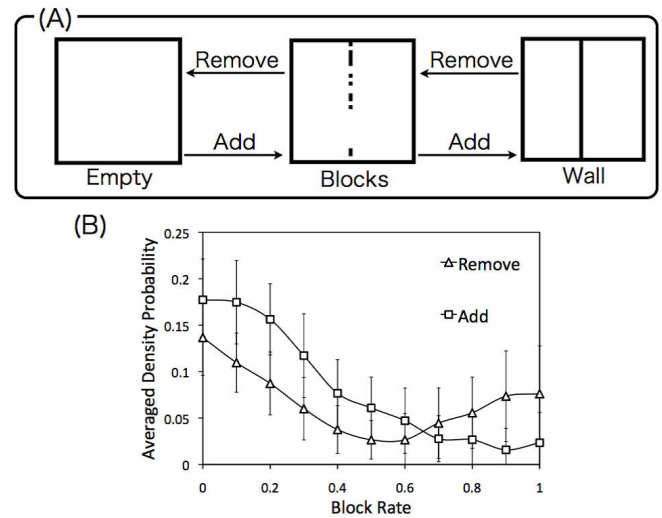 (A)
Remove
Remove
Add
Add
Empty
Blocks
Wall
(B)
Averaged Density Probability
0.25
0.2
0.15
0.1
0.05
0
Remove
Add
0
0.2
0.4
0.6
0.8
1
Block Rate